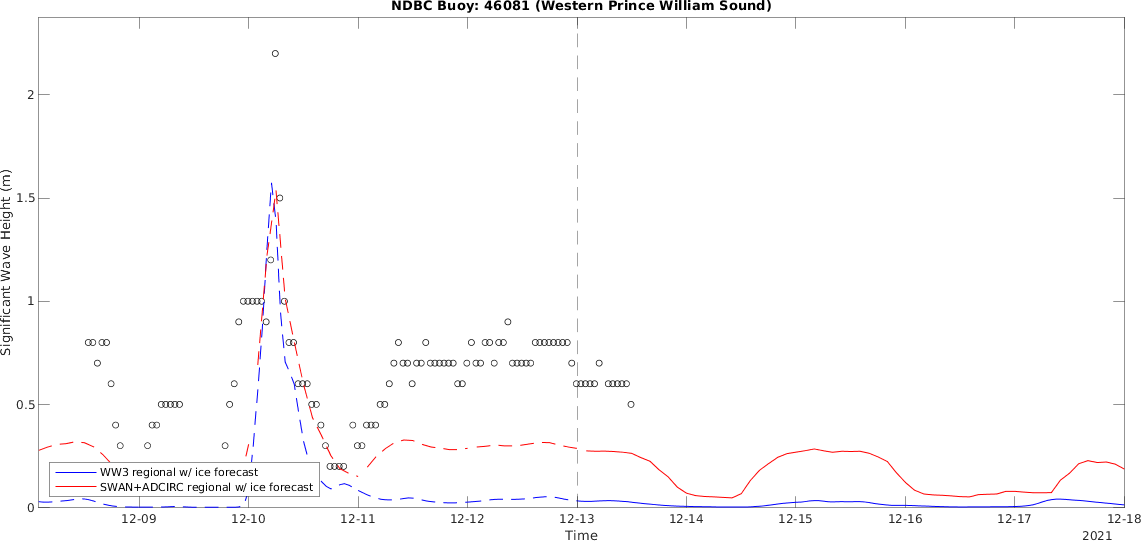 NDBC Buoy: 46081 (Western Prince William Sound)
Significant Wave Height (m)
2
1.5
1
0.5
0
WW3 regional w/ ice forecast
SWAN+ADCIRC regional w/ ice forecast
12-09 12-10 12-11 12-12 12-13 12-14 12-15 12-16 12-17 12-18
Time
2021